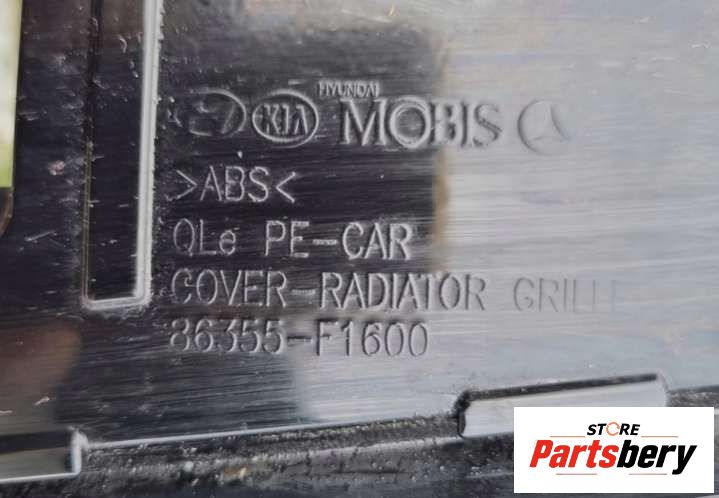 HYUNDAI
KIA MOBIS
>ABS<
QLe PE-CAR
COVER-RADIATOR GRILLE
86355-F1600
STORE
Partsbery